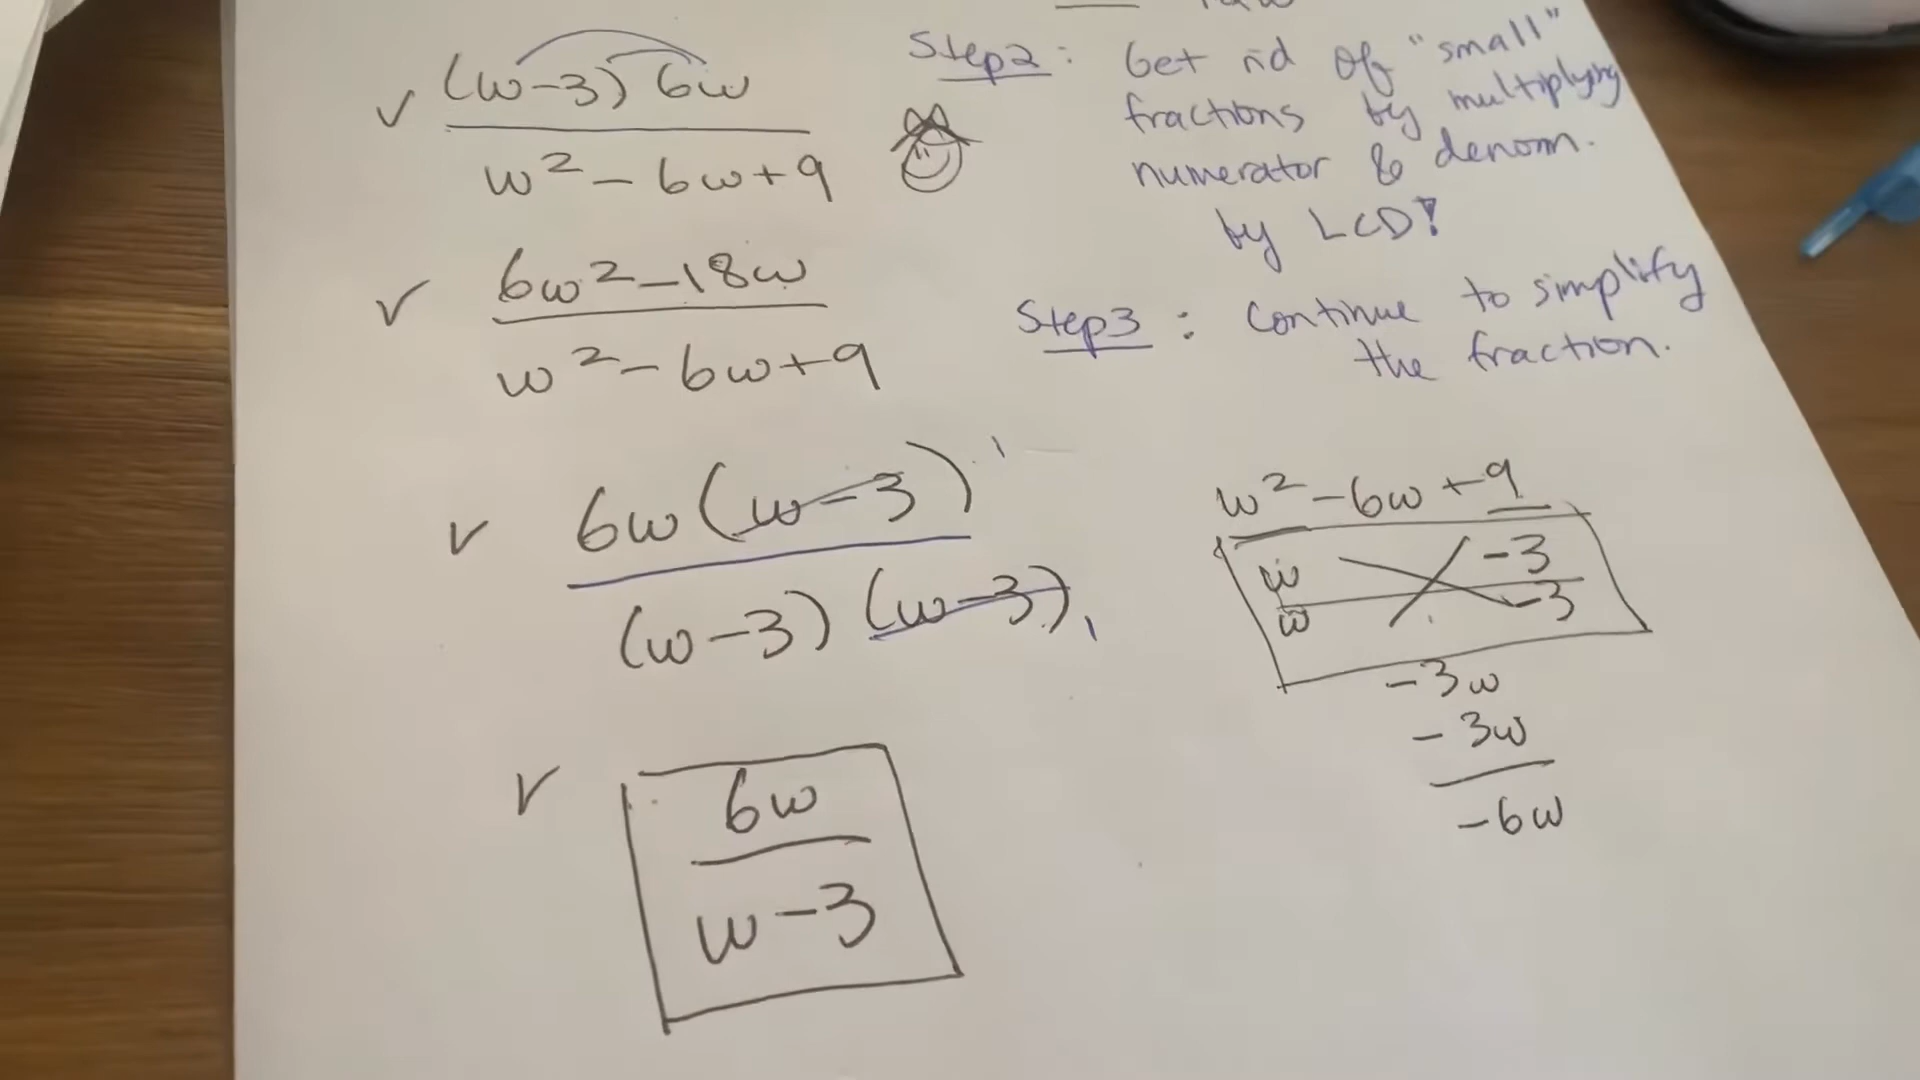 ✓ (w-3) 6w
w² - 6w + 9
✓ 6w² - 18w
w² - 6w + 9
✓ 6w (w-3) 1
(w-3) (w-3) 1
✓ 6w
w-3
Step2: Get rid of "small"
fractions by multiplying
numerator & denom.
by LCD!
Step3: Continue to simplify
the fraction.
w² - 6w + 9
w -3
w -3
-3w
-3w
-6w